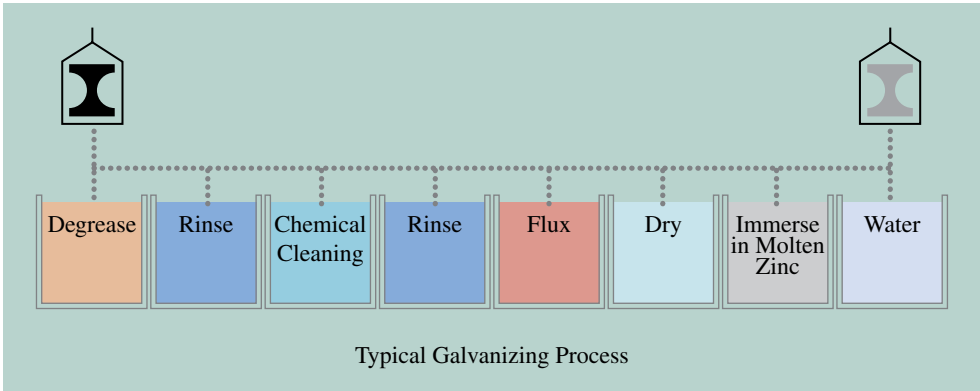 Degrease
Rinse
Chemical
Cleaning
Rinse
Flux
Dry
Immerse
in Molten
Zinc
Water
Typical Galvanizing Process